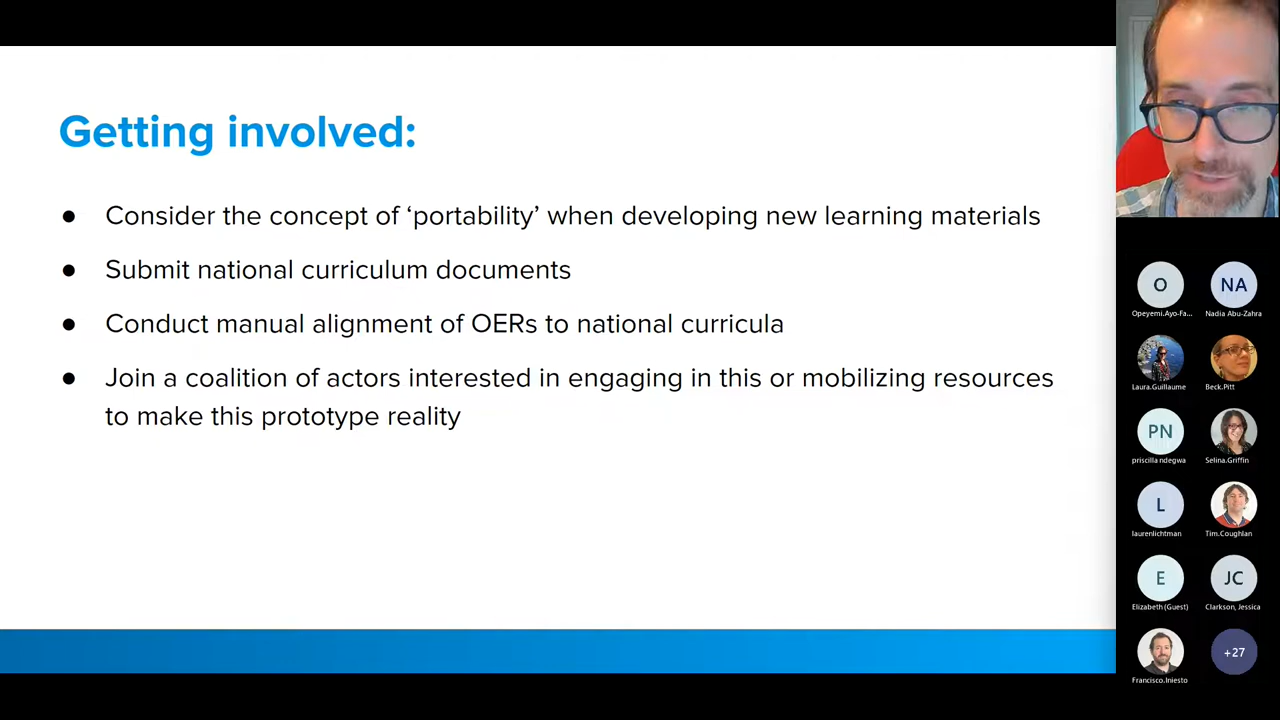 Getting involved:
● Consider the concept of ‘portability’ when developing new learning materials
● Submit national curriculum documents
● Conduct manual alignment of OERs to national curricula
● Join a coalition of actors interested in engaging in this or mobilizing resources
to make this prototype reality
O
NA
Opeyemi.Ayo-Fa...
Nadia Abu-Zahra
Laura.Guillaume
Beck.Pitt
PN
priscilla ndegwa
Selina.Griffin
L
laurenlichtman
Tim.Coughlan
E
JC
Elizabeth (Guest)
Clarkson, Jessica
+27
Francisco.Iniesto